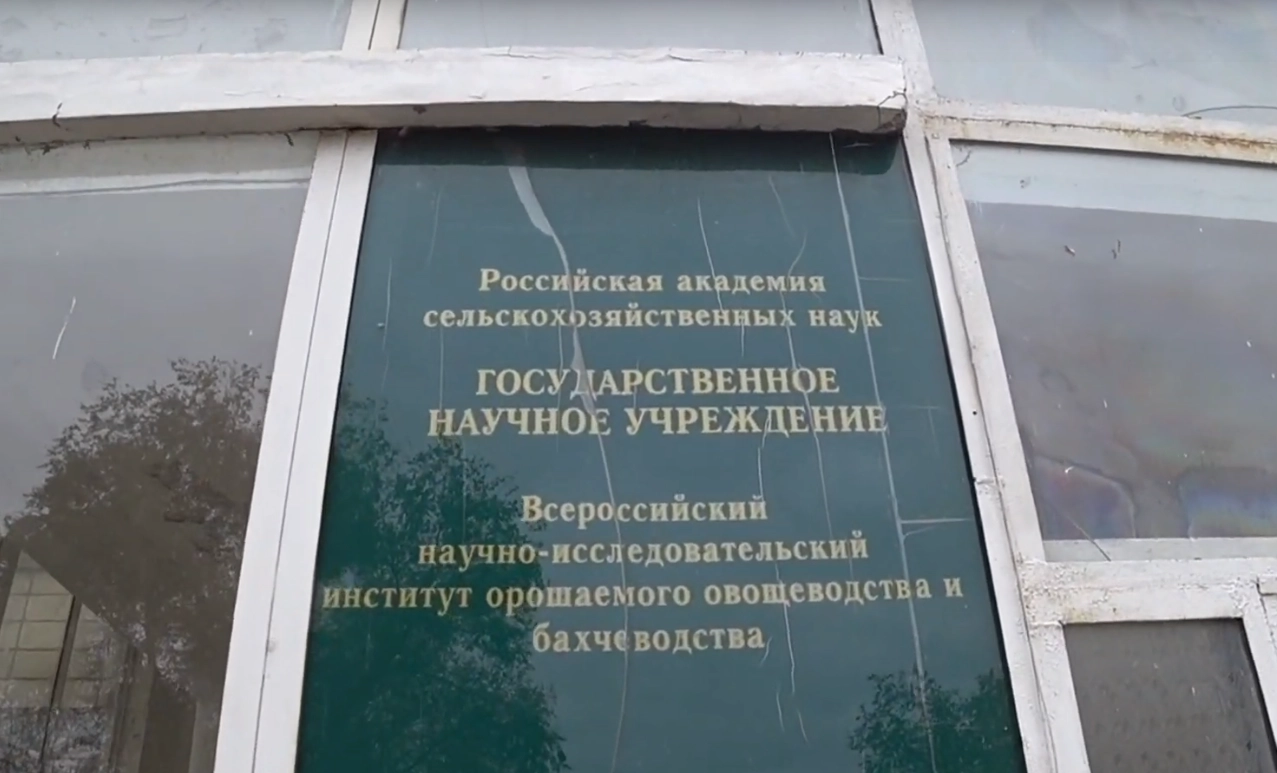 Российская академия
сельскохозяйственных наук
ГОСУДАРСТВЕННОЕ
НАУЧНОЕ УЧРЕЖДЕНИЕ
Всероссийский
научно-исследовательский
институт орошаемого овощеводства и
бахчеводства